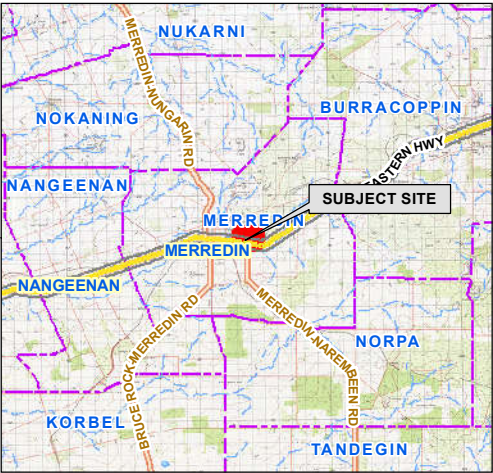 NUKARNI
MERREDIN-NUNGARIN RD
BURRACOPPIN
NOKANING
EASTERN HWY
NANGEENAN
SUBJECT SITE
MERREDIN
MERREDIN
NANGEENAN
MERREDIN-NAREMBEEN RD
BRUCE ROCK-MERREDIN RD
NORPA
KORBEL
TANDEGIN